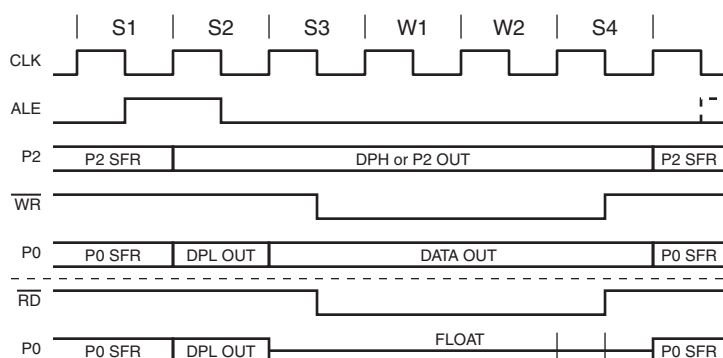 S1 S2 S3 W1 W2 S4
CLK
ALE
P2 P2 SFR DPH or P2 OUT P2 SFR
WR
P0 P0 SFR DPL OUT DATA OUT P0 SFR
RD
P0 P0 SFR DPL OUT FLOAT P0 SFR